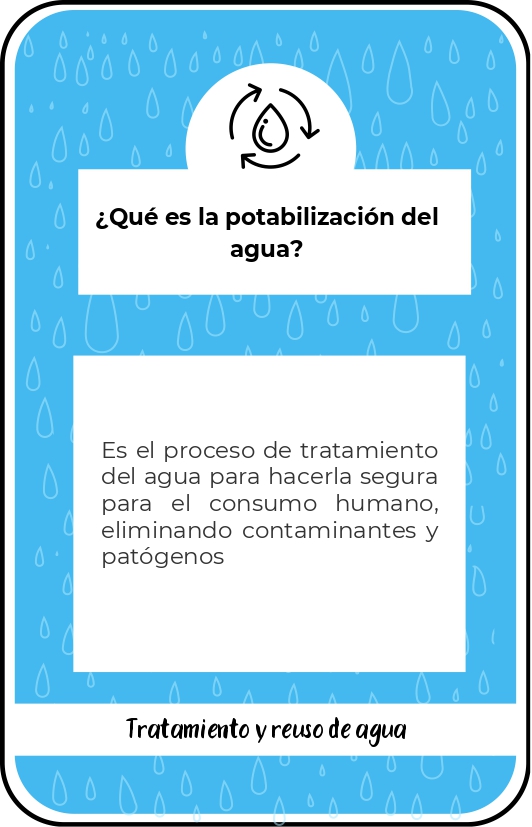 ¿Qué es la potabilización del
agua?
Es el proceso de tratamiento
del agua para hacerla segura
para el consumo humano,
eliminando contaminantes y
patógenos
Tratamiento y reuso de agua